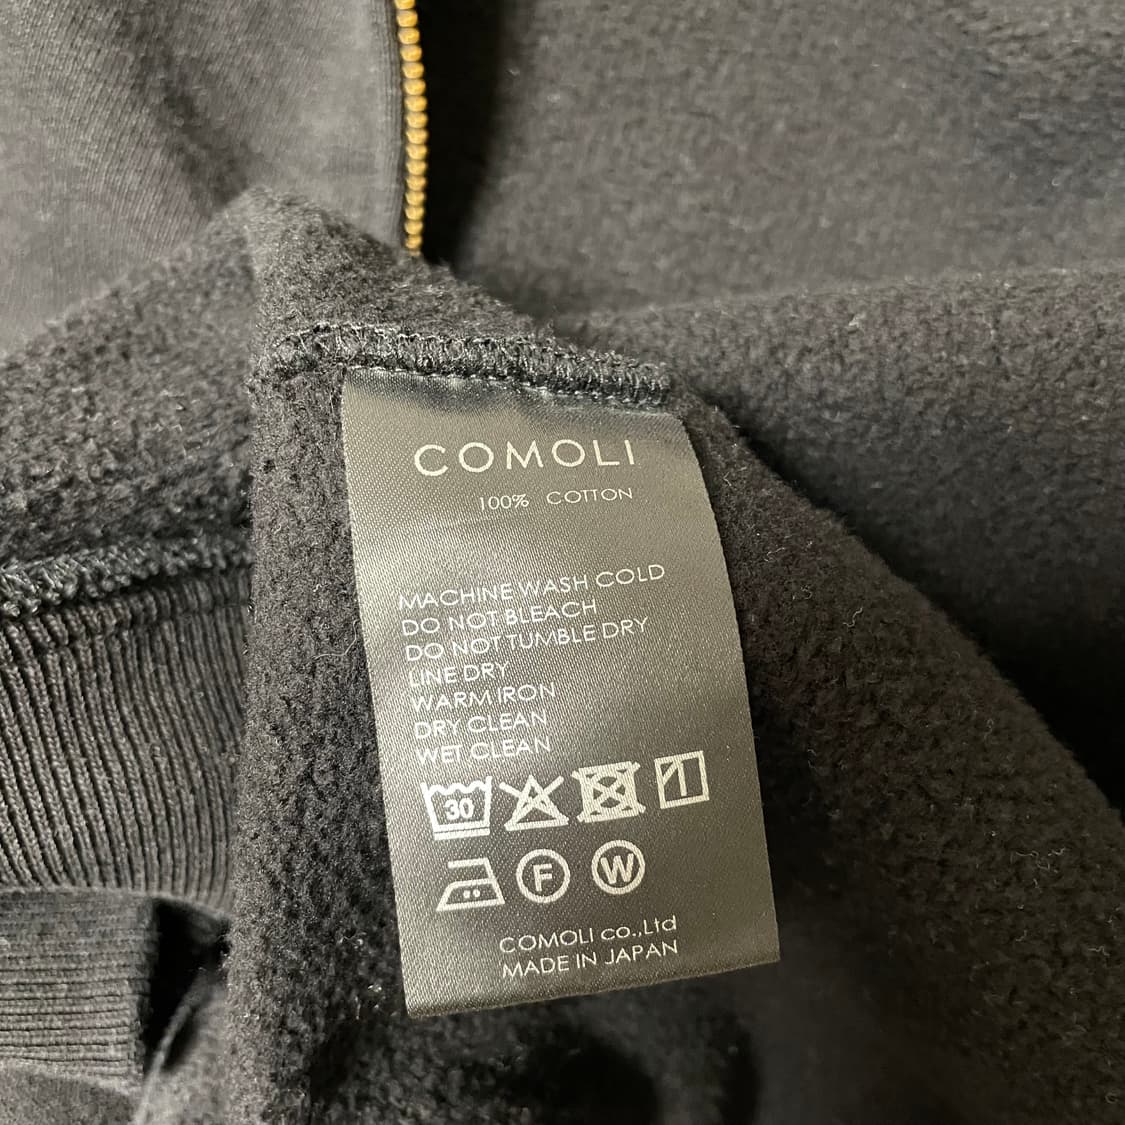 COMOLI
100% COTTON
MACHINE WASH COLD
DO NOT BLEACH
DO NOT TUMBLE DRY
LINE DRY
WARM IRON
DRY CLEAN
WET CLEAN
30
F W
COMOLI co.,Ltd
MADE IN JAPAN